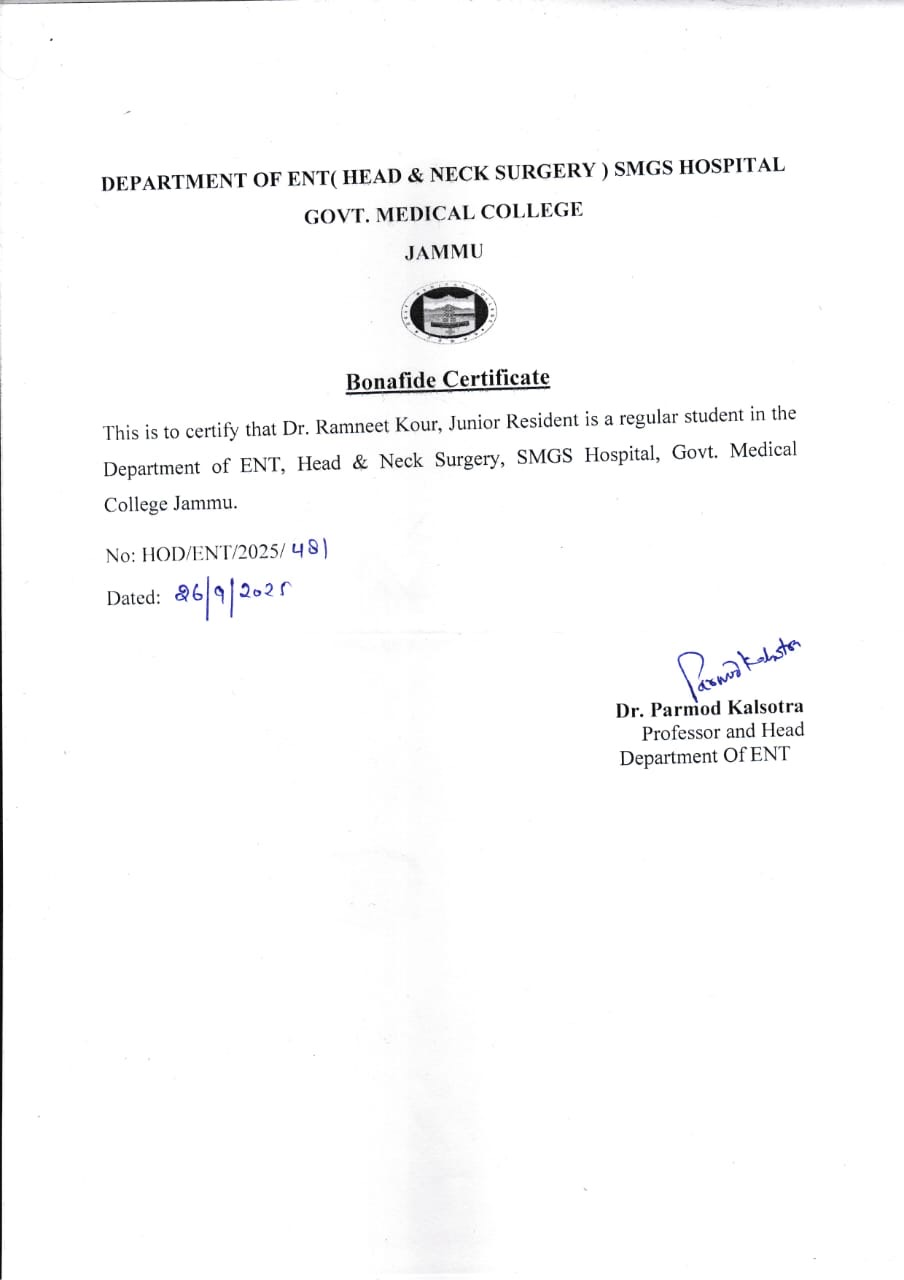 DEPARTMENT OF ENT( HEAD & NECK SURGERY ) SMGS HOSPITAL
GOVT. MEDICAL COLLEGE
JAMMU
Bonafide Certificate
This is to certify that Dr. Ramneet Kour, Junior Resident is a regular student in the
Department of ENT, Head & Neck Surgery, SMGS Hospital, Govt. Medical
College Jammu.
No: HOD/ENT/2025/ 481
Dated: 26/9/2025
Parmod Kalsotra
Dr. Parmod Kalsotra
Professor and Head
Department Of ENT